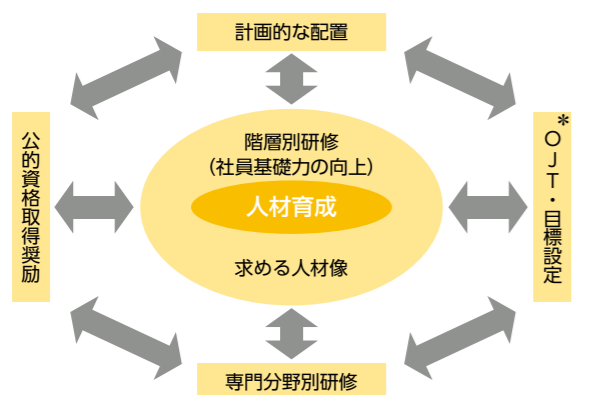 計画的な配置
公的資格取得奨励
階層別研修
（社員基礎力の向上）
人材育成
求める人材像
＊
ＯＪＴ・目標設定
専門分野別研修